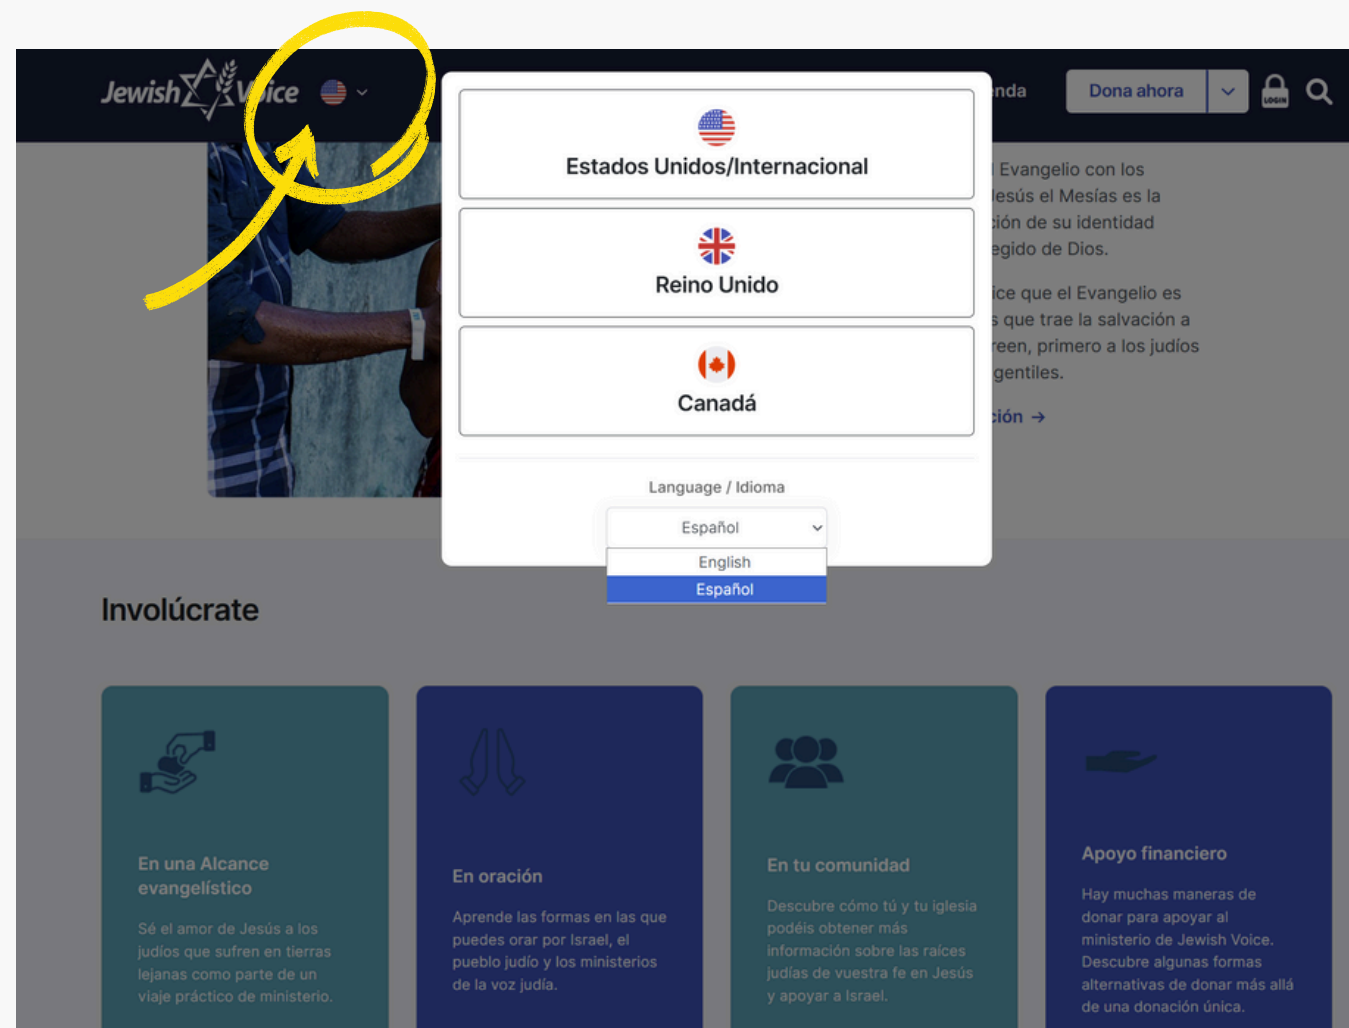 Jewish Voice
Dona ahora
LOGIN
Estados Unidos/Internacional
Reino Unido
Canadá
Language / Idioma
Español
English
Español
Evangelio con los
Jesús el Mesías es la
de su identidad
de Dios.
que el Evangelio es
que trae la salvación a
primero a los judíos
gentiles.
Involúcrate
En una Alcance
evangelístico
Sé el amor de Jesús a los
judíos que sufren en tierras
lejanas como parte de un
viaje práctico de ministerio.
En oración
Aprende las formas en las que
puedes orar por Israel, el
pueblo judío y los ministerios
de la voz judía.
En tu comunidad
Descubre cómo tú y tu iglesia
podéis obtener más
información sobre las raíces
judías de vuestra fe en Jesús
y apoyar a Israel.
Apoyo financiero
Hay muchas maneras de
donar para apoyar al
ministerio de Jewish Voice.
Descubre algunas formas
alternativas de donar más allá
de una donación única.